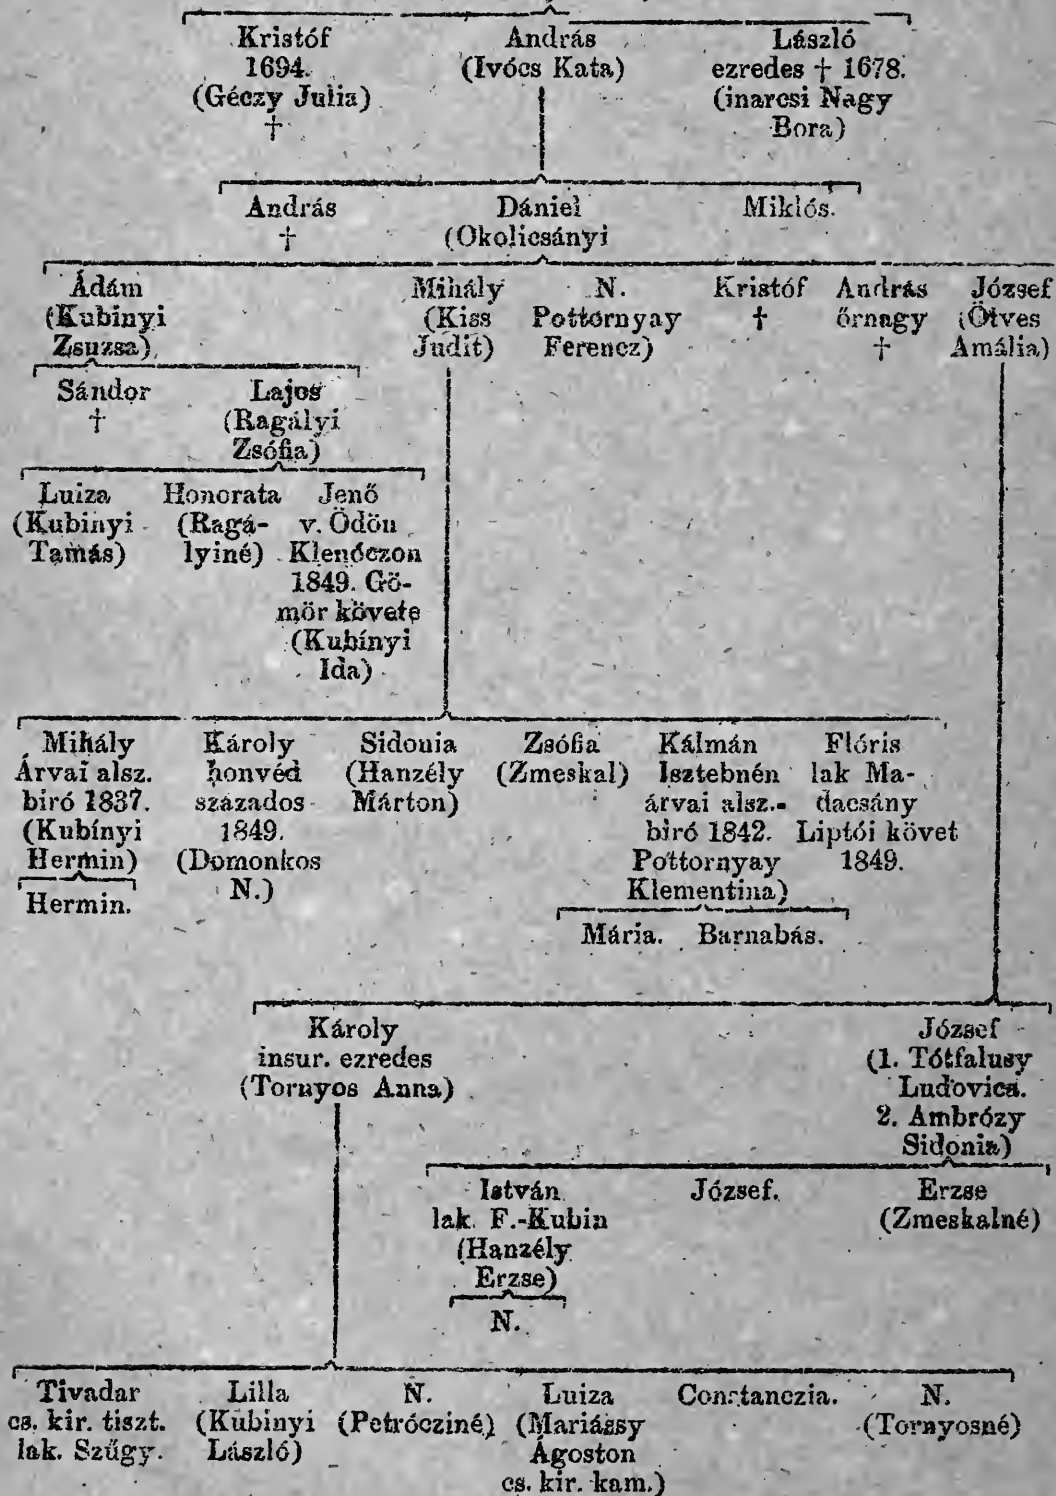 Kristóf András László
1694. (Ivócs Kata) ezredes † 1678.
(Géczy Julia) (inarcsi Nagy
† Bora)
András Dániel Miklós.
† (Okolicsányi
Ádám Mihály N. Kristóf András József
(Kubinyi (Kiss Pottornyay † őrnagy (Ötves
Zsuzsa) Judit) Ferencz) † Amália)
Sándor Lajos
† (Ragályi
Zsófia)
Luiza Honorata Jenő
(Kubinyi (Ragá- v. Ödön
Tamás) lyiné) Klenóczon
1849. Gö-
mör követe
(Kubínyi
Ida)
Mihály Károly Sidonia Zsófia Kálmán Flóris
Árvai alsz. honvéd (Hanzély (Zmeskal) Isztebnén lak Ma-
biró 1837. százados Márton) árvai alsz.- dacsány
(Kubínyi 1849. biró 1842. Liptói követ
Hermin) (Domonkos Pottornyay 1849.
Hermin. N.) Klementina)
Mária. Barnabás.
Károly József
insur. ezredes (1. Tótfalusy
(Tornyos Anna) Ludovica.
2. Ambrózy
Sidonia)
István József. Erzse
lak. F.-Kubin (Zmeskalné)
(Hanzély
Erzse)
N.
Tivadar Lilla N. Luiza Constanczia. N.
cs. kir. tiszt. (Kubinyi (Petrócziné) (Mariássy (Tornyosné)
lak. Szűgy. László) Ágoston
cs. kir. kam.)